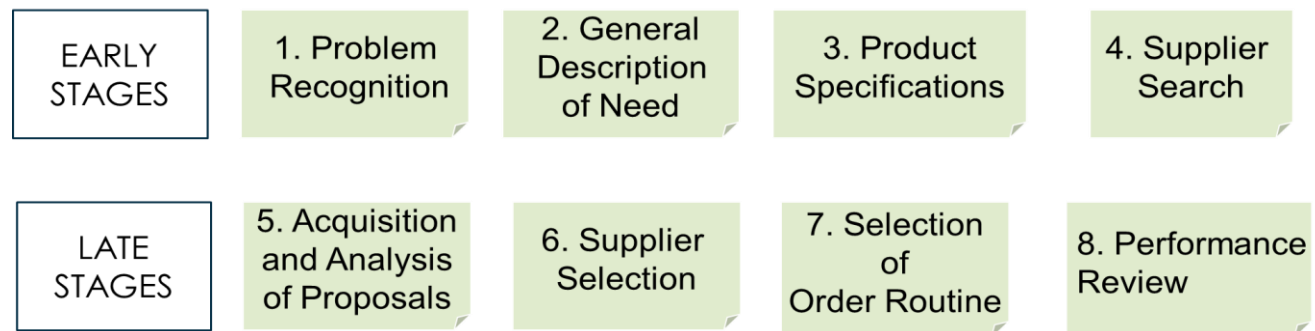 EARLY
STAGES
1. Problem
Recognition
2. General
Description
of Need
3. Product
Specifications
4. Supplier
Search
LATE
STAGES
5. Acquisition
and Analysis
of Proposals
6. Supplier
Selection
7. Selection
of
Order Routine
8. Performance
Review